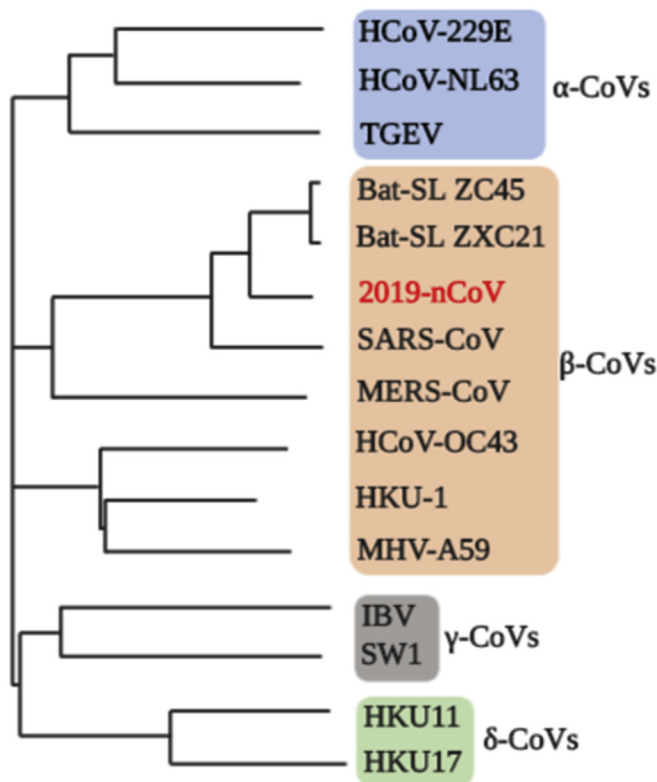 HCoV-229E
HCoV-NL63
α-CoVs
TGEV
Bat-SL ZC45
Bat-SL ZXC21
2019-nCoV
SARS-CoV
β-CoVs
MERS-CoV
HCoV-OC43
HKU-1
MHV-A59
IBV
γ-CoVs
SW1
HKU11
δ-CoVs
HKU17